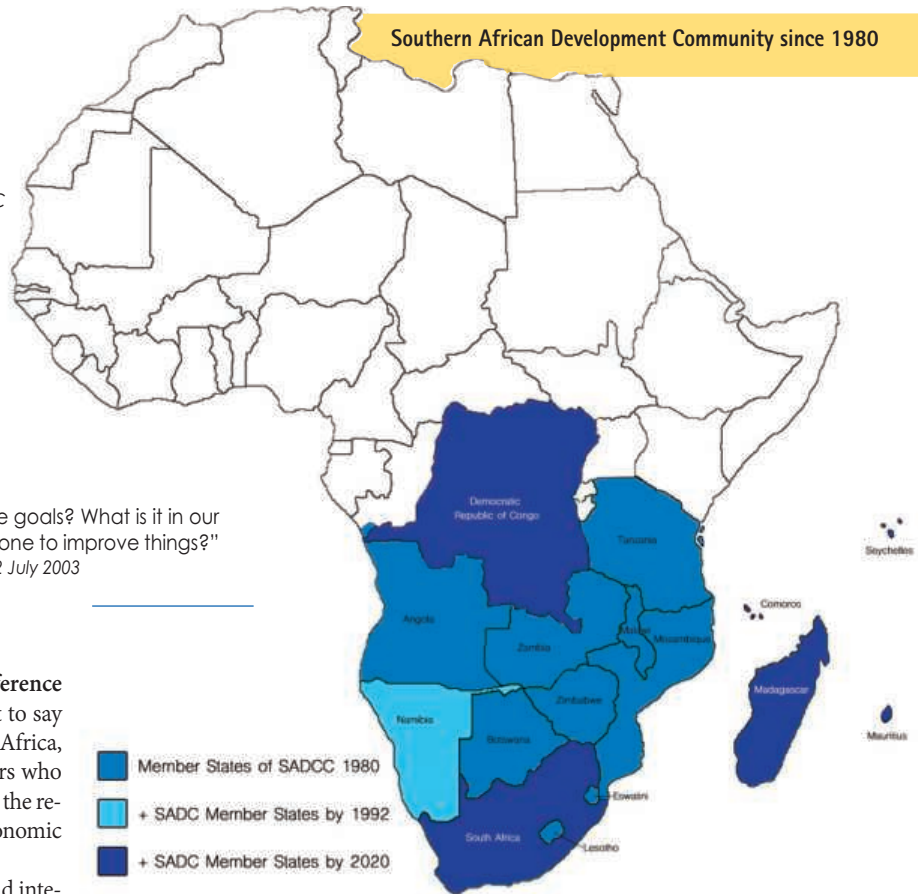 Southern African Development Community since 1980
C
e goals? What is it in our
one to improve things?"
2 July 2003
ference
t to say
Africa,
rs who
the re-
onomic
d inte-
Democratic
Republic of Congo
Tanzania
Seychelles
Comoros
Angola
Zambia
Malawi
Mozambique
Madagascar
Mauritius
Namibia
Zimbabwe
Botswana
Eswatini
South Africa
Lesotho
Member States of SADCC 1980
+ SADC Member States by 1992
+ SADC Member States by 2020